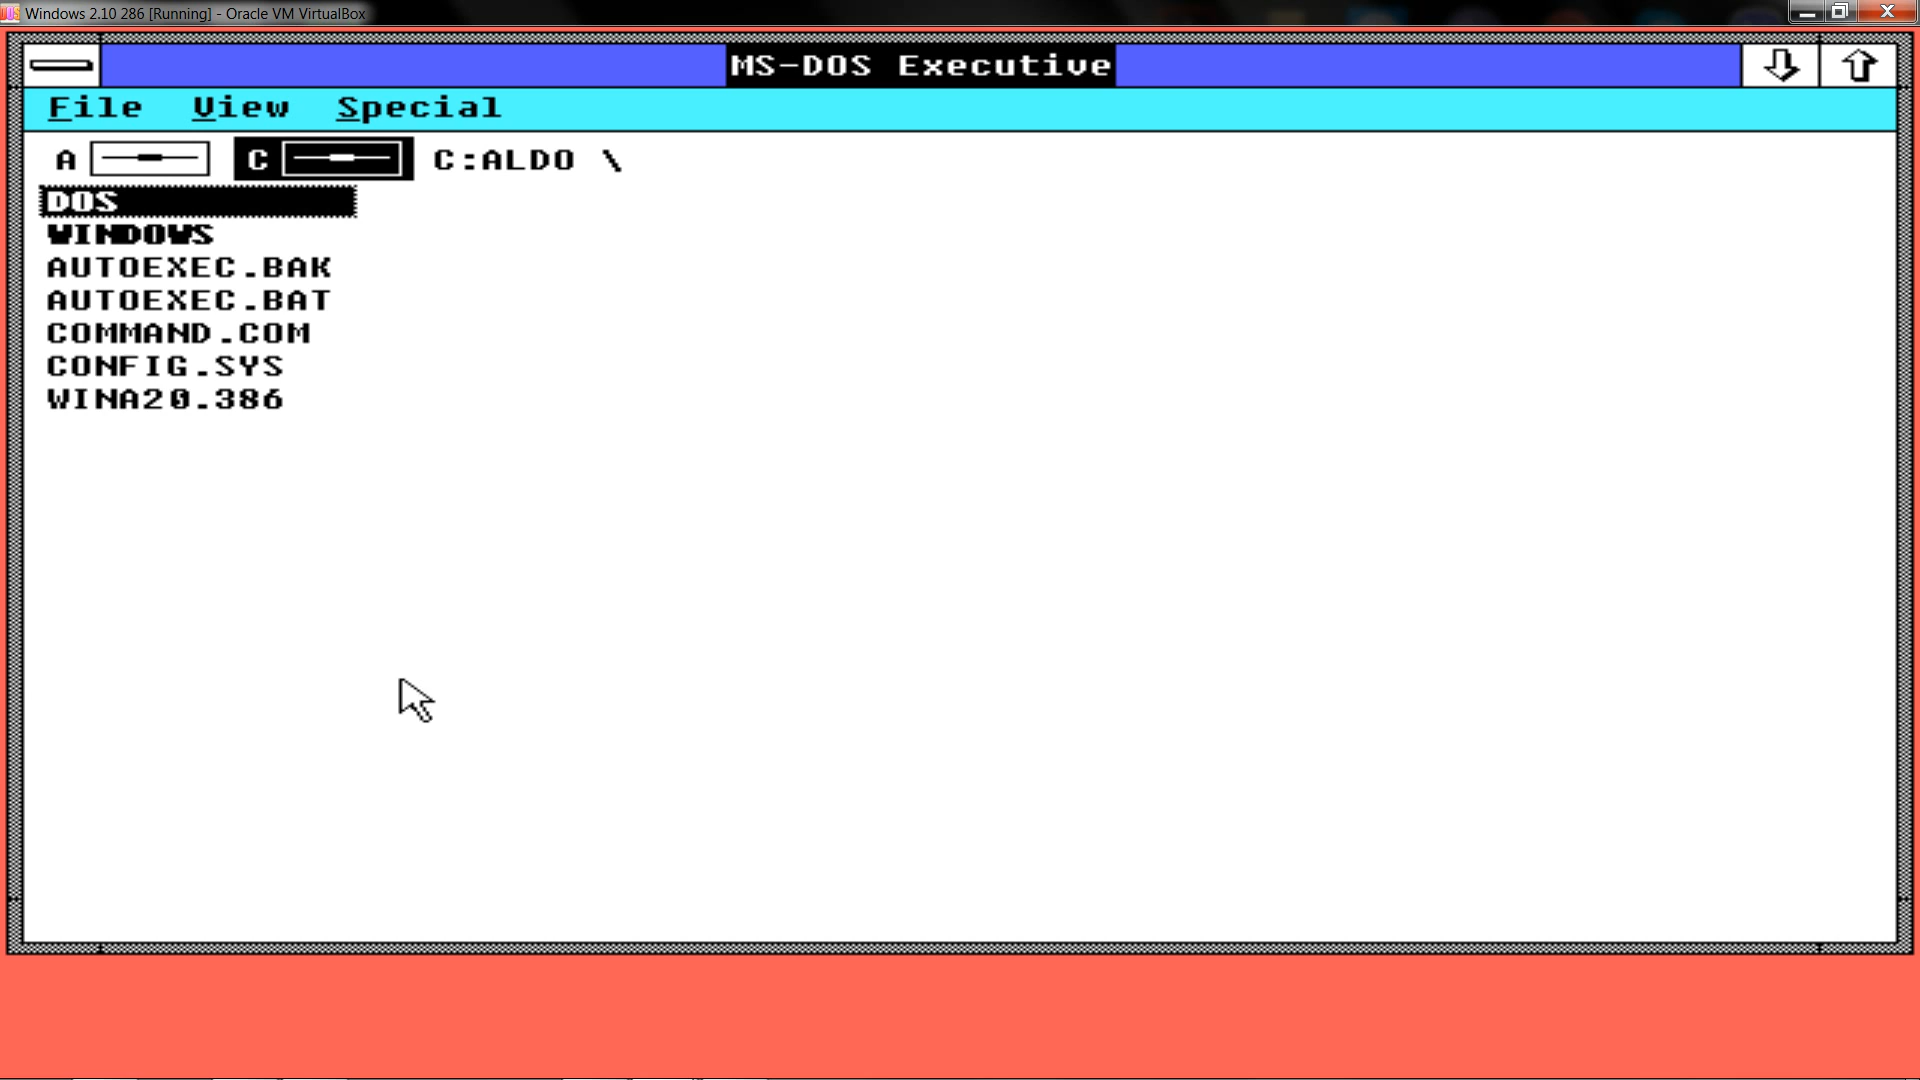 Windows 2.10 286 [Running] - Oracle VM VirtualBox
MS-DOS Executive
File View Special
A C C:ALDO \
DOS
WINDOWS
AUTOEXEC.BAK
AUTOEXEC.BAT
COMMAND.COM
CONFIG.SYS
WINA20.386